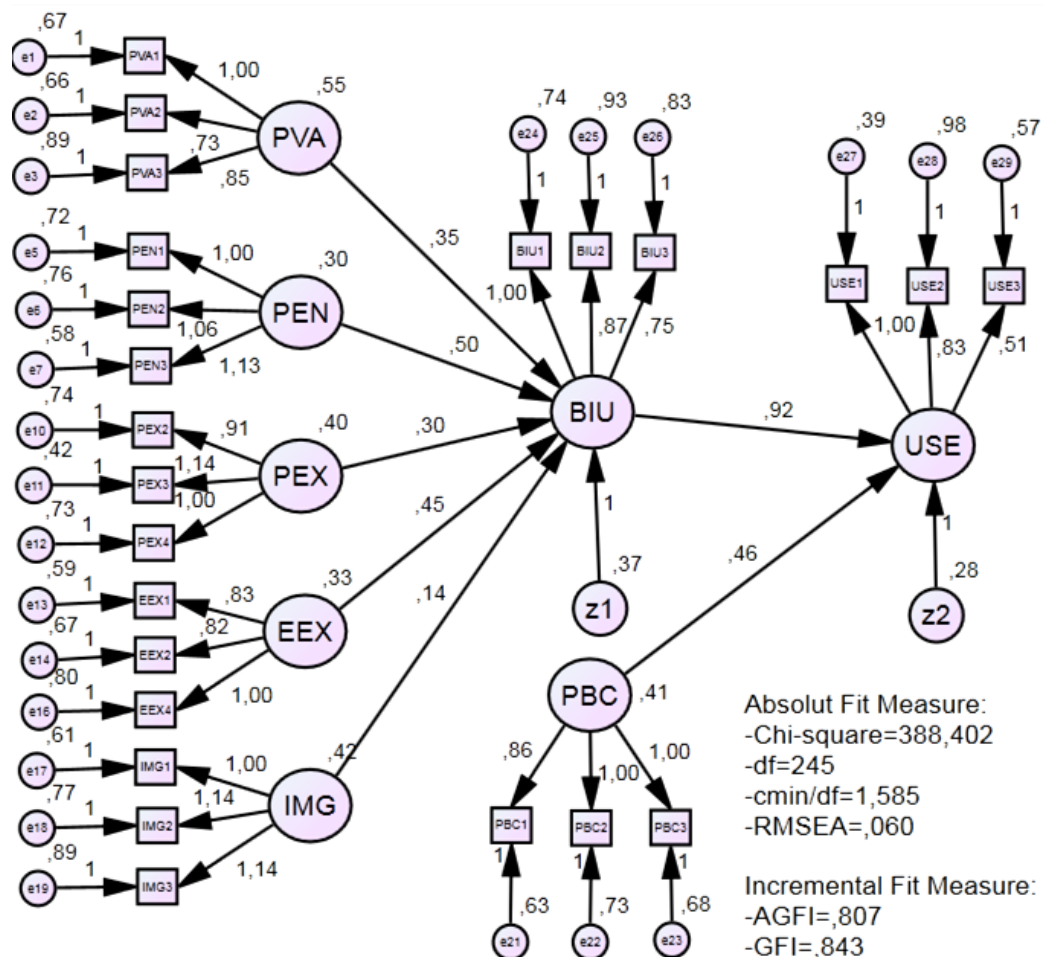 ,67
e1
1
PVA1
1,00
,66
e2
1
PVA2
,73
,89
e3
1
PVA3
,85
,55
PVA
,35
,72
e5
1
PEN1
1,00
,76
e6
1
PEN2
1,06
,58
e7
1
PEN3
1,13
,30
PEN
,50
,74
e10
1
PEX2
,91
,42
e11
1
PEX3
1,14
,73
e12
1
PEX4
1,00
,40
PEX
,30
,59
e13
1
EEX1
,83
,67
e14
1
EEX2
,82
,80
e16
1
EEX4
1,00
,33
EEX
,45
,61
e17
1
IMG1
1,00
,77
e18
1
IMG2
1,14
,89
e19
1
IMG3
1,14
,42
IMG
,14
,74
e24
1
BIU1
1,00
,93
e25
1
BIU2
,87
,83
e26
1
BIU3
,75
BIU
,92
1
,37
z1
,39
e27
1
USE1
1,00
,98
e28
1
USE2
,83
,57
e29
1
USE3
,51
USE
1
,28
z2
,46
PBC
,41
,86
PBC1
1
,63
e21
1,00
PBC2
1
,73
e22
1,00
PBC3
1
,68
e23
Absolut Fit Measure:
-Chi-square=388,402
-df=245
-cmin/df=1,585
-RMSEA=,060
Incremental Fit Measure:
-AGFI=,807
-GFI=,843